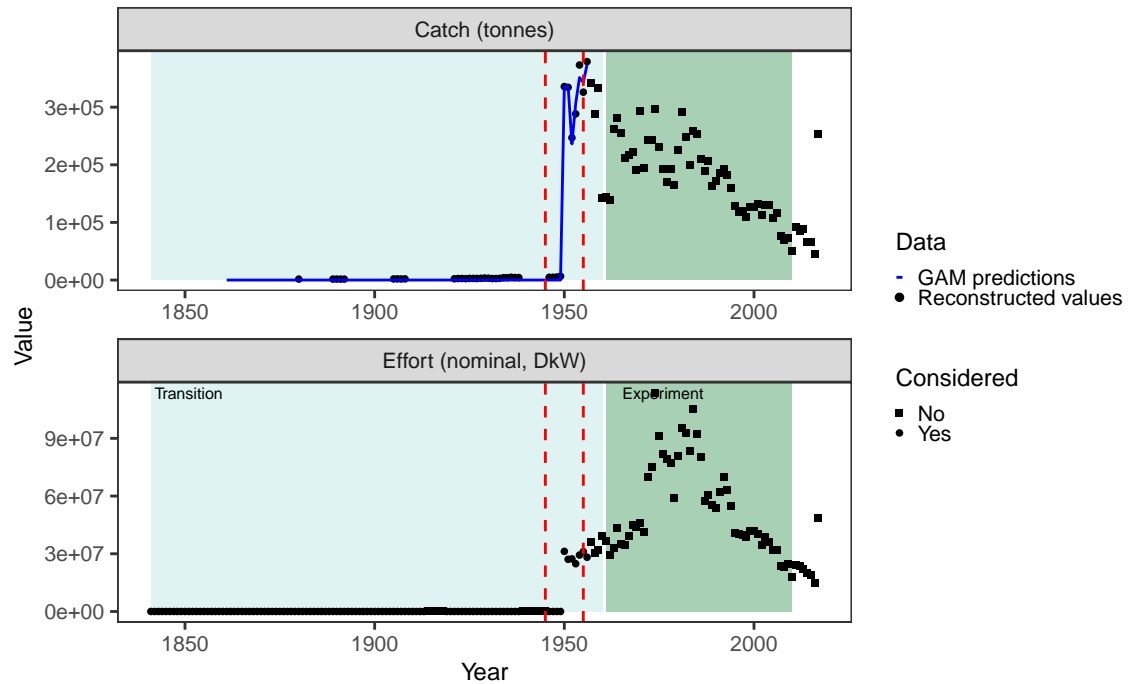 Catch (tonnes)
3e+05
2e+05
1e+05
0e+00
1850
1900
1950
2000
Effort (nominal, DkW)
Transition
Experiment
9e+07
6e+07
3e+07
0e+00
1850
1900
1950
2000
Value
Year
Data
GAM predictions
Reconstructed values
Considered
No
Yes